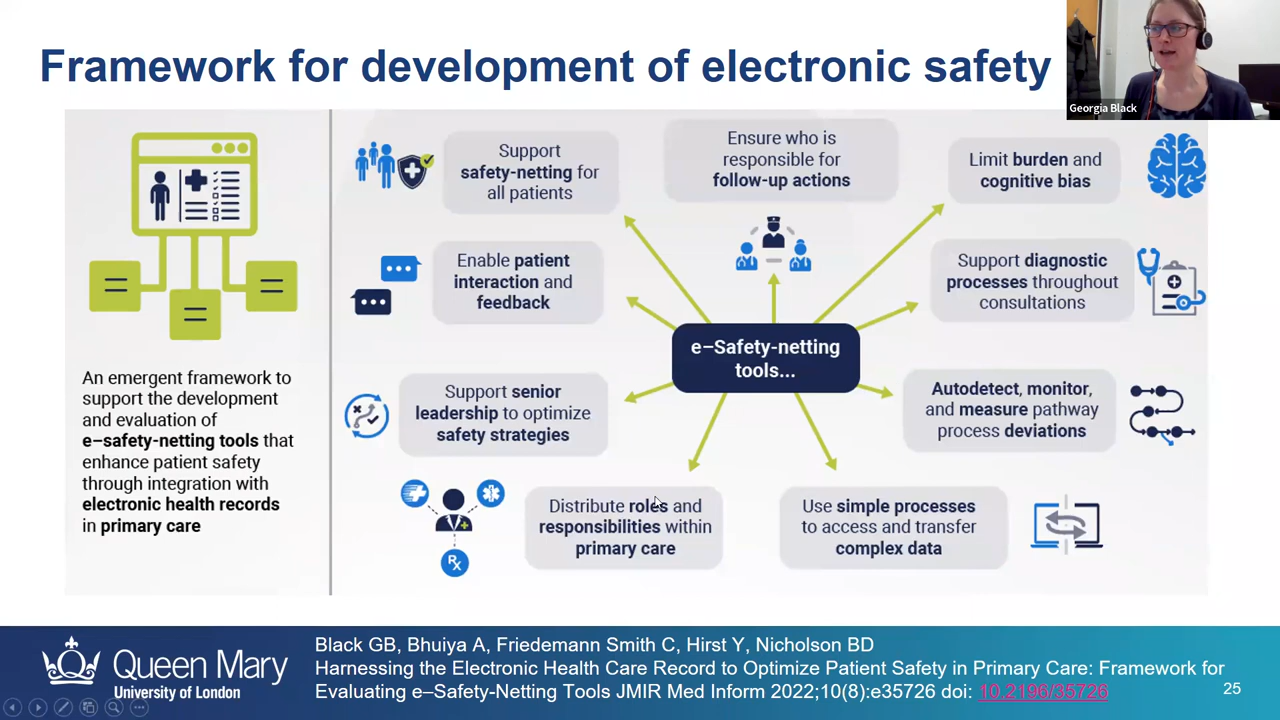 Framework for development of electronic safety
Georgia Black
An emergent framework to
support the development
and evaluation of
e–safety-netting tools that
enhance patient safety
through integration with
electronic health records
in primary care
Support
safety-netting for
all patients
Ensure who is
responsible for
follow-up actions
Limit burden and
cognitive bias
Enable patient
interaction and
feedback
Support diagnostic
processes throughout
consultations
e–Safety-netting
tools...
Support senior
leadership to optimize
safety strategies
Autodetect, monitor,
and measure pathway
process deviations
Distribute roles and
responsibilities within
primary care
Use simple processes
to access and transfer
complex data
Rx
Queen Mary
University of London
Black GB, Bhuiya A, Friedemann Smith C, Hirst Y, Nicholson BD
Harnessing the Electronic Health Care Record to Optimize Patient Safety in Primary Care: Framework for
Evaluating e–Safety-Netting Tools JMIR Med Inform 2022;10(8):e35726 doi: 10.2196/35726
25